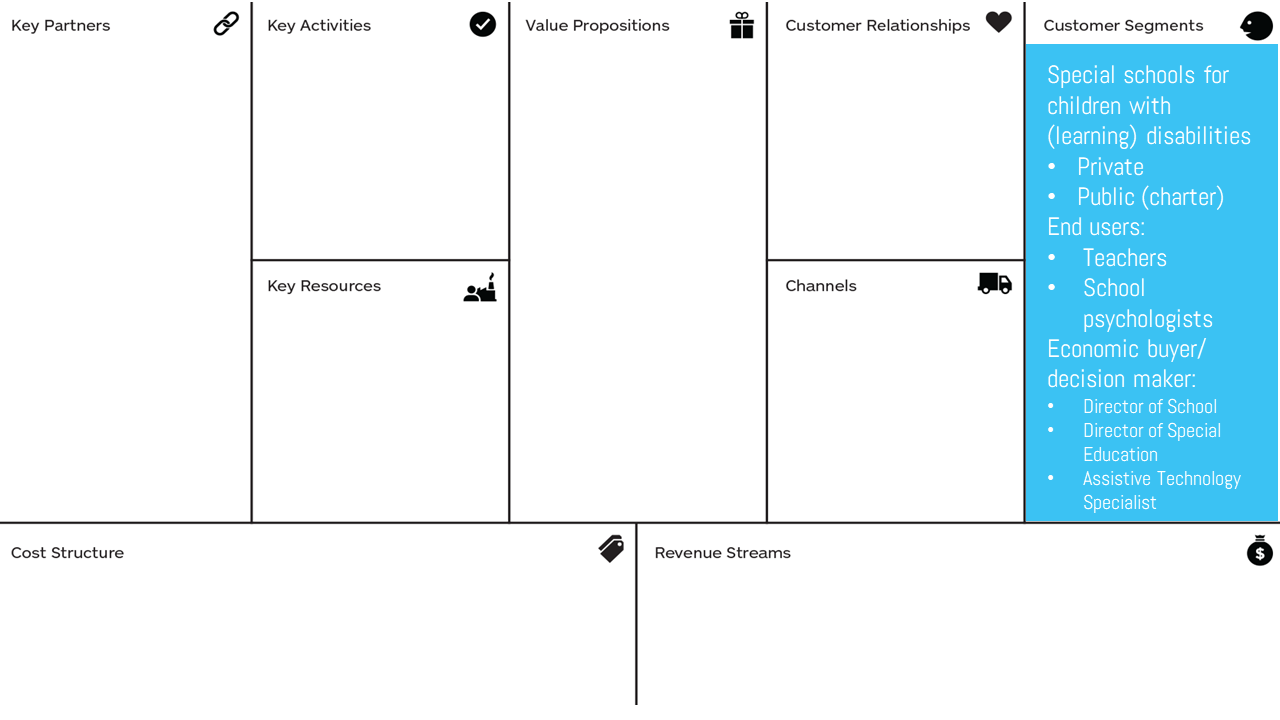 Key Partners
Key Activities
Value Propositions
Customer Relationships
Customer Segments
Special schools for
children with
(learning) disabilities
• Private
• Public (charter)
End users:
• Teachers
• School
psychologists
Economic buyer/
decision maker:
• Director of School
• Director of Special
Education
• Assistive Technology
Specialist
Key Resources
Channels
Cost Structure
Revenue Streams
$